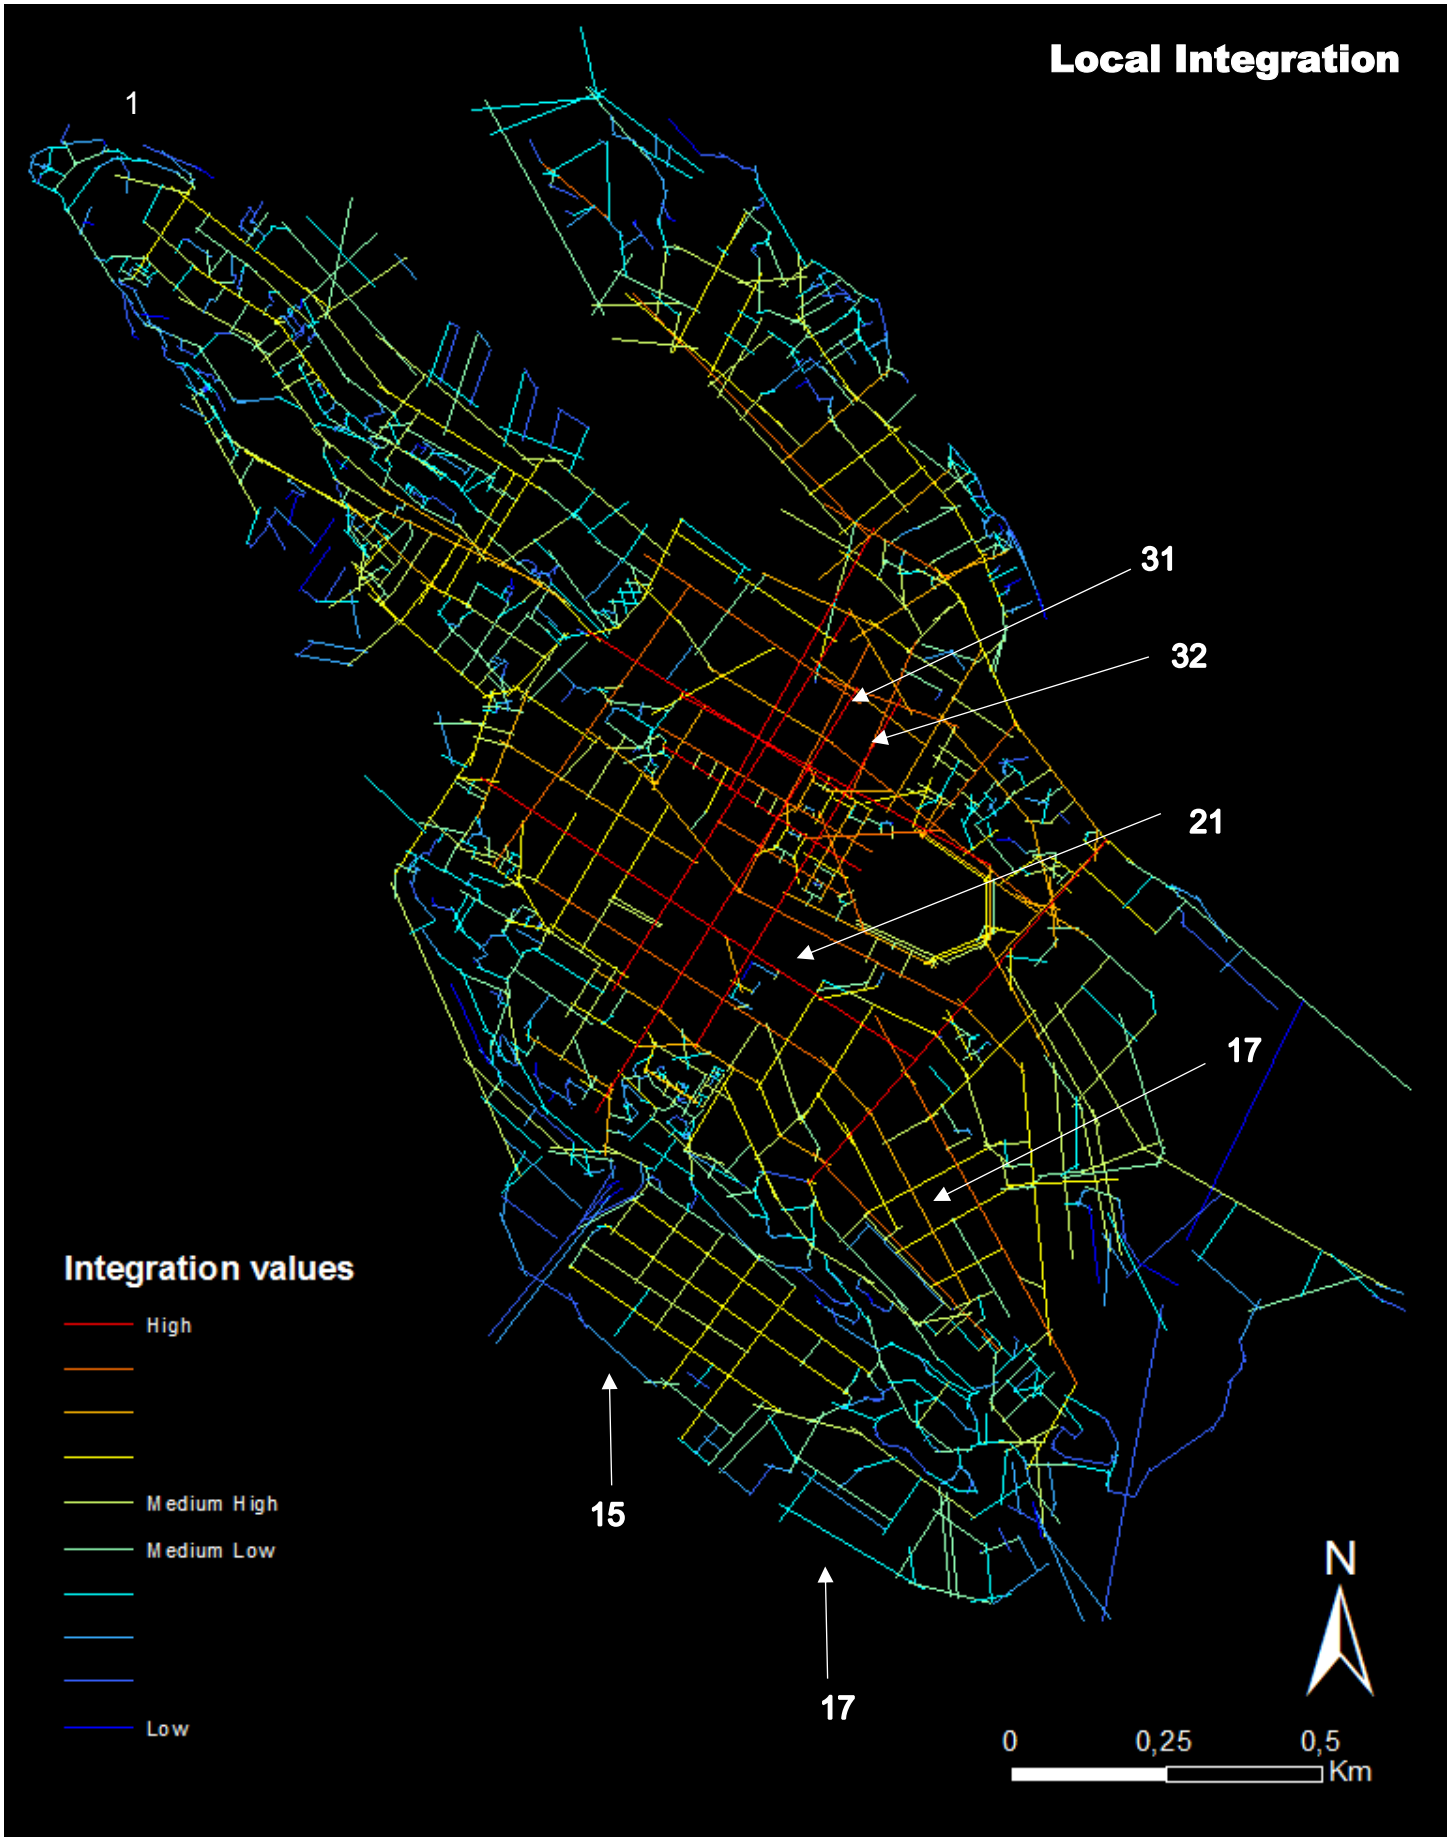 Local Integration
1
31
32
21
17
Integration values
High
Medium High
Medium Low
Low
15
17
N
0 0,25 0,5
Km